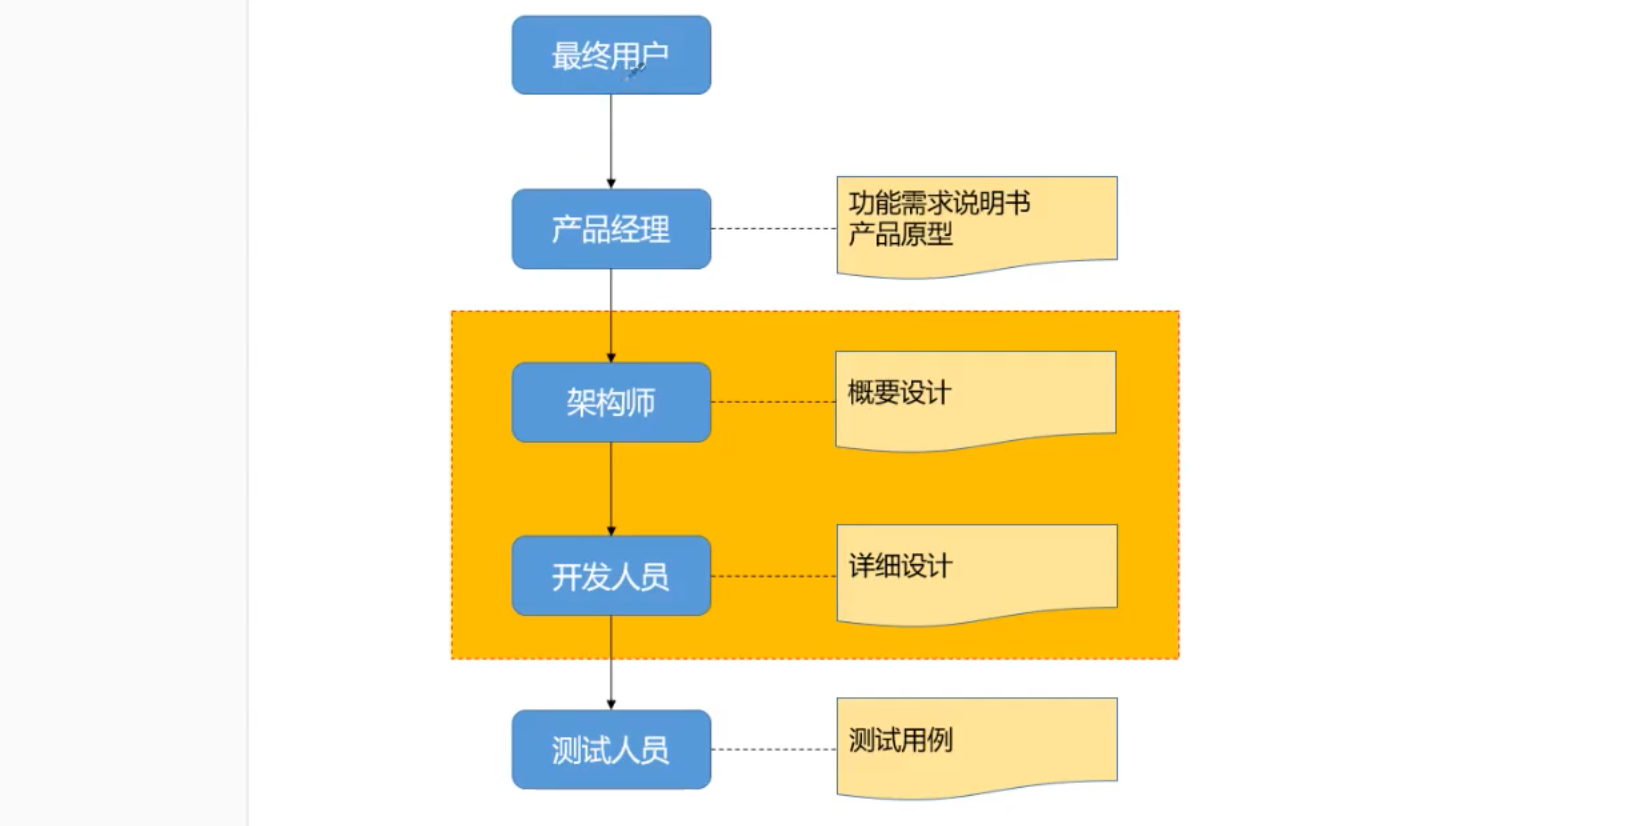 最终用户
产品经理
功能需求说明书
产品原型
架构师
概要设计
开发人员
详细设计
测试人员
测试用例